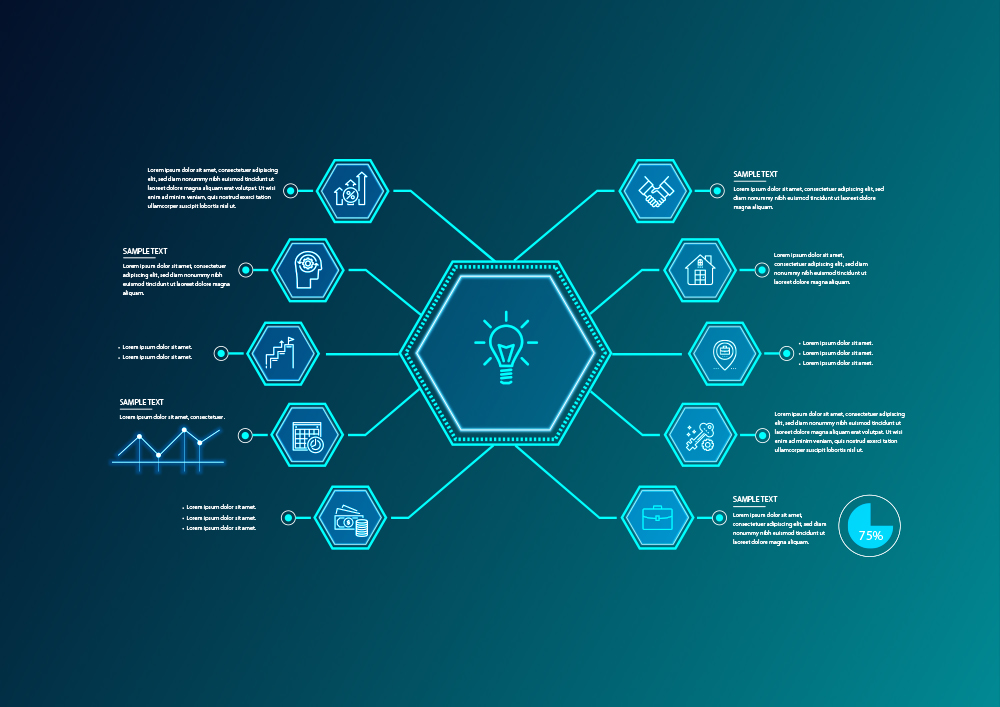 Lorem ipsum dolor sit amet, consectetuer adipiscing
elit, sed diam nonummy nibh euismod tincidunt ut
laoreet dolore magna aliquam erat volutpat. Ut wisi
enim ad minim veniam, quis nostrud exerci tation
ullamcorper suscipit lobortis nisl ut.
SAMPLE TEXT
Lorem ipsum dolor sit amet, consectetuer
adipiscing elit, sed diam nonummy nibh
euismod tincidunt ut laoreet dolore magna
aliquam.
• Lorem ipsum dolor sit amet.
• Lorem ipsum dolor sit amet.
SAMPLE TEXT
Lorem ipsum dolor sit amet, consectetuer.
• Lorem ipsum dolor sit amet.
• Lorem ipsum dolor sit amet.
• Lorem ipsum dolor sit amet.
SAMPLE TEXT
Lorem ipsum dolor sit amet, consectetuer adipiscing elit, sed
diam nonummy nibh euismod tincidunt ut laoreet dolore
magna aliquam.
Lorem ipsum dolor sit amet,
consectetuer adipiscing elit, sed diam
nonummy nibh euismod tincidunt ut
laoreet dolore magna aliquam.
• Lorem ipsum dolor sit amet.
• Lorem ipsum dolor sit amet.
• Lorem ipsum dolor sit amet.
Lorem ipsum dolor sit amet, consectetuer adipiscing
elit, sed diam nonummy nibh euismod tincidunt ut
laoreet dolore magna aliquam erat volutpat. Ut wisi
enim ad minim veniam, quis nostrud exerci tation
ullamcorper suscipit lobortis nisl ut.
SAMPLE TEXT
Lorem ipsum dolor sit amet,
consectetuer adipiscing elit, sed diam
nonummy nibh euismod tincidunt ut
laoreet dolore magna aliquam.
75%